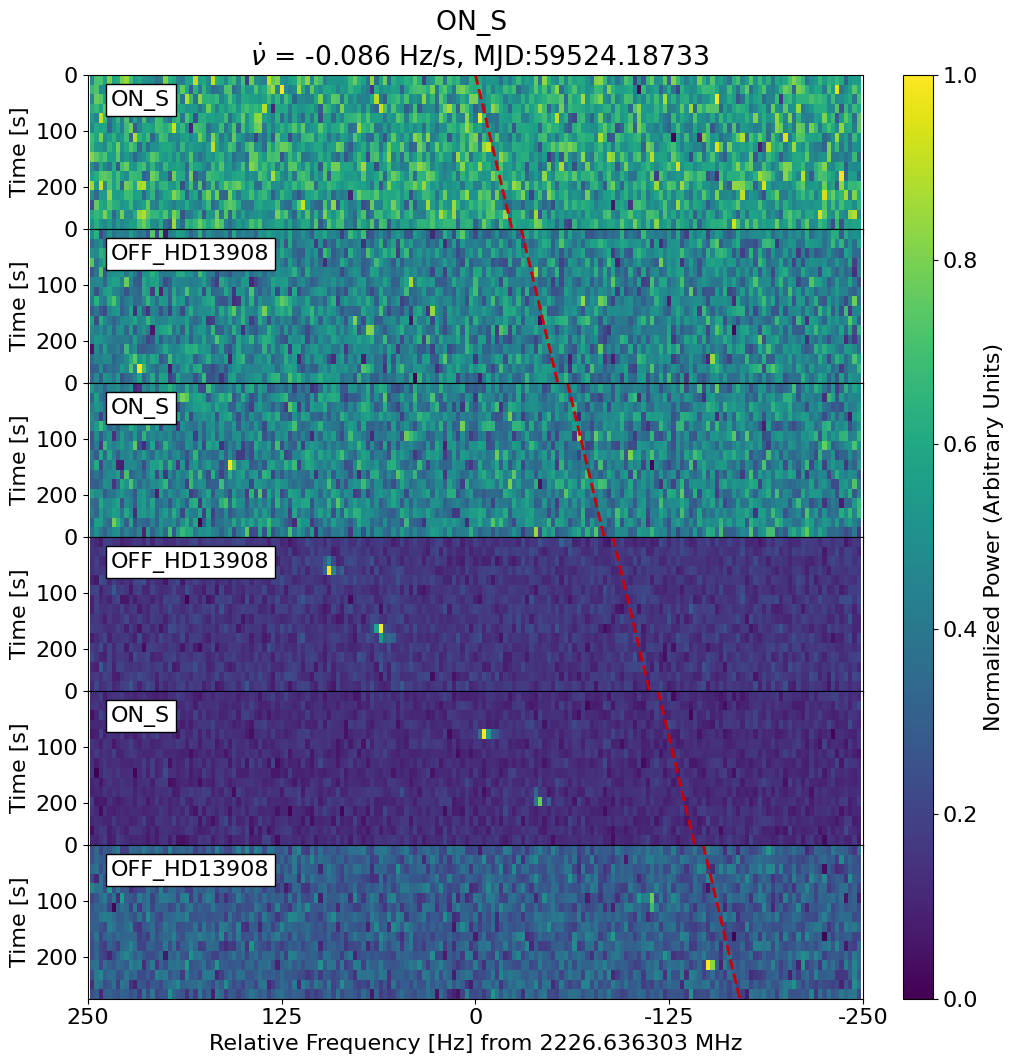 ON_S
ν̇ = -0.086 Hz/s, MJD:59524.18733
0
100
200
Time [s]
ON_S
0
100
200
Time [s]
OFF_HD13908
0
100
200
Time [s]
ON_S
0
100
200
Time [s]
OFF_HD13908
0
100
200
Time [s]
ON_S
0
100
200
Time [s]
OFF_HD13908
250 125 0 -125 -250
Relative Frequency [Hz] from 2226.636303 MHz
1.0
0.8
0.6
0.4
0.2
0.0
Normalized Power (Arbitrary Units)